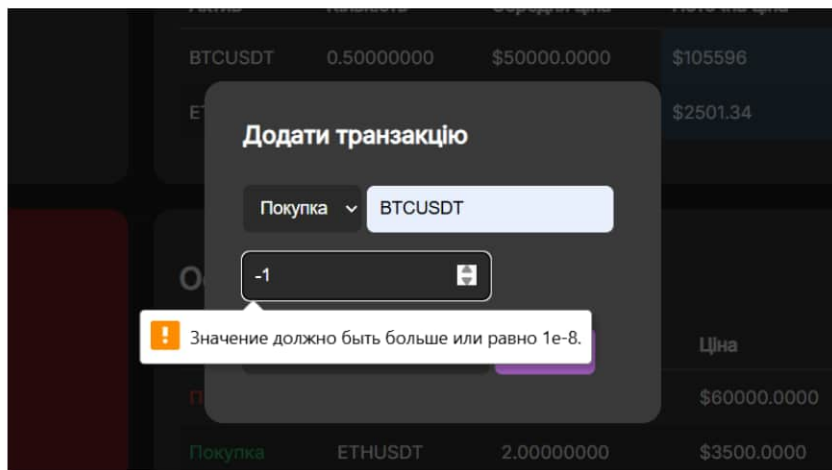 BTCUSDT 0.50000000 $50000.0000 $105596
$2501.34
Додати транзакцію
Покупка BTCUSDT
-1
Значение должно быть больше или равно 1e-8.
Ціна
$60000.0000
Покупка ETHUSDT 2.00000000 $3500.0000